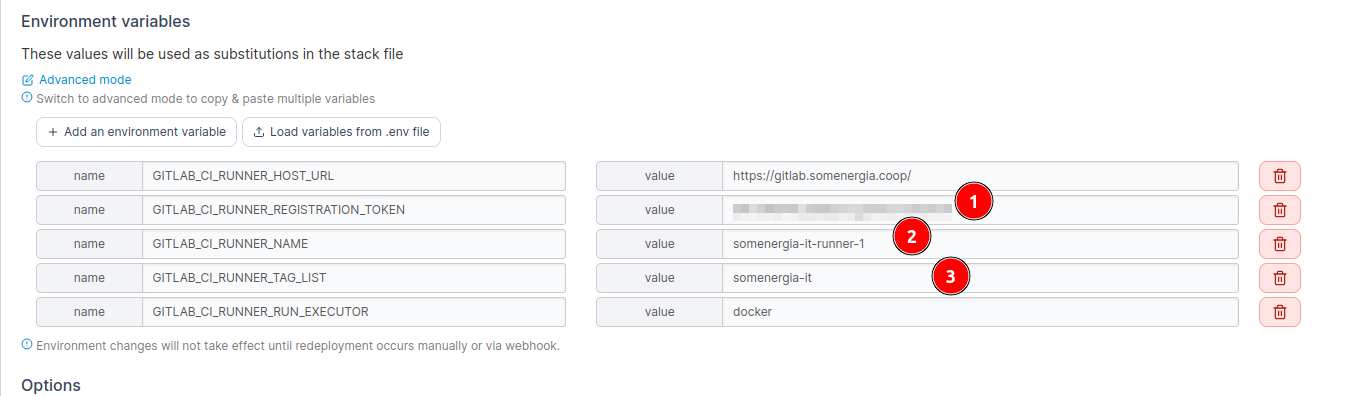 Environment variables
These values will be used as substitutions in the stack file
Advanced mode
Switch to advanced mode to copy & paste multiple variables
+ Add an environment variable Load variables from .env file
name GITLAB_CI_RUNNER_HOST_URL value https://gitlab.somenergia.coop/
name GITLAB_CI_RUNNER_REGISTRATION_TOKEN value 1
name GITLAB_CI_RUNNER_NAME value somenergia-it-runner-1 2
name GITLAB_CI_RUNNER_TAG_LIST value somenergia-it 3
name GITLAB_CI_RUNNER_RUN_EXECUTOR value docker
Environment changes will not take effect until redeployment occurs manually or via webhook.
Options